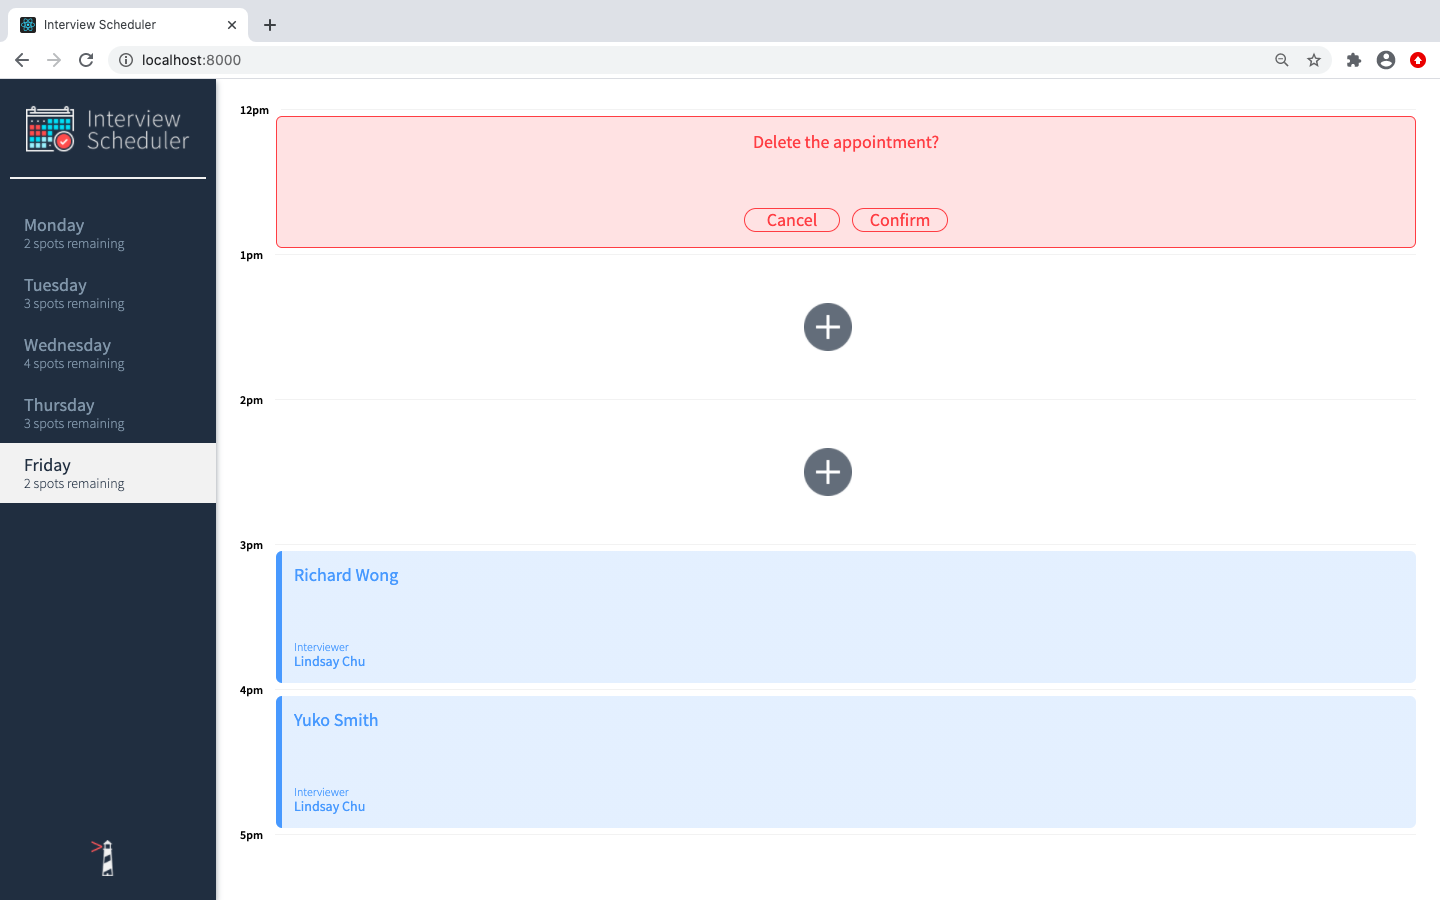 Interview Scheduler
localhost:8000
Interview
Scheduler
Monday
2 spots remaining
Tuesday
3 spots remaining
Wednesday
4 spots remaining
Thursday
3 spots remaining
Friday
2 spots remaining
12pm
Delete the appointment?
Cancel Confirm
1pm
2pm
3pm
Richard Wong
Interviewer
Lindsay Chu
4pm
Yuko Smith
Interviewer
Lindsay Chu
5pm